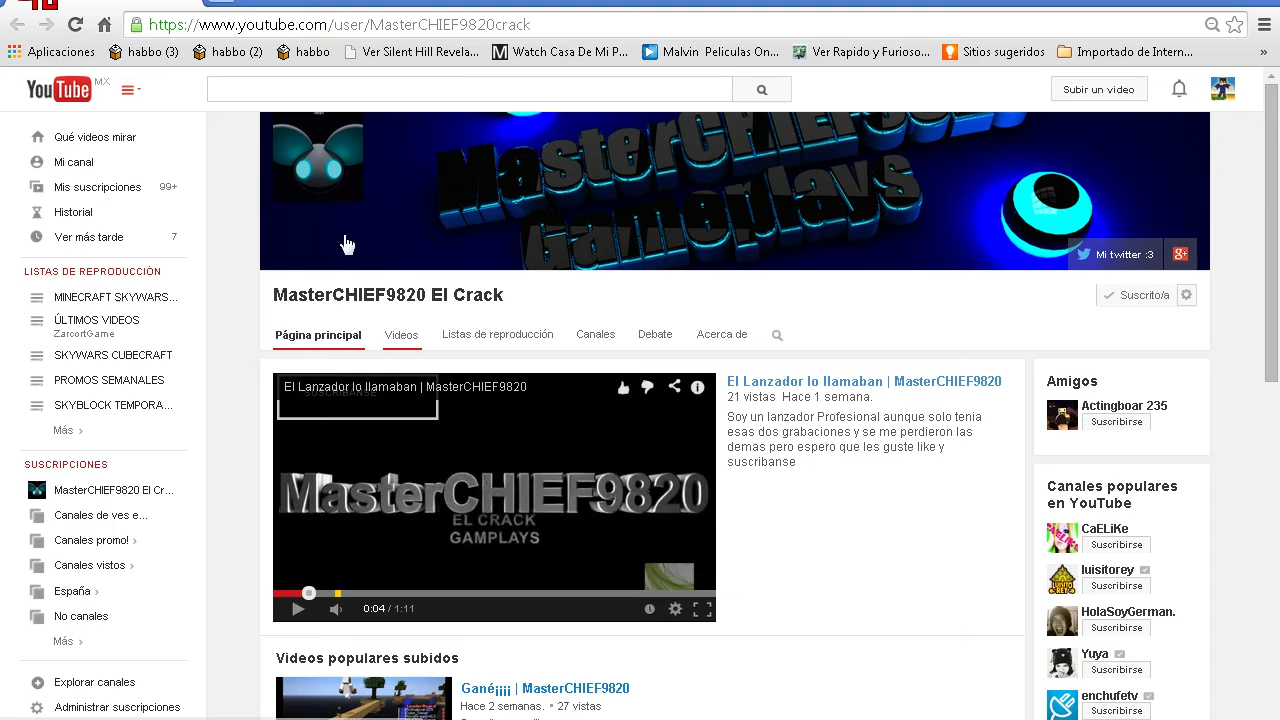 https://www.youtube.com/user/MasterCHIEF9820crack
Aplicaciones habbo (3) habbo (2) habbo Ver Silent Hill Revela... Watch Casa De Mi P... Malvin Peliculas On... Ver Rapido y Furioso... Sitios sugeridos Importado de Intern... »
YouTube MX
Subir un video
Qué videos mirar
Mi canal
Mis suscripciones 99+
Historial
Ver más tarde 7
LISTAS DE REPRODUCCIÓN
MINECRAFT SKYWARS...
ÚLTIMOS VIDEOS
ZarcortGame
SKYWARS QUBECRAFT
PROMOS SEMANALES
SKYBLOCK TEMPORA...
Más ›
SUSCRIPCIONES
MasterCHIEF9820 El Cr...
Canales de ves e...
Canales promo! ›
Canales vistos ›
España ›
No canales
Más ›
Explorar canales
Administrar suscripciones
MasterCHIEF9820
Gameplays
Mi twitter :3
MasterCHIEF9820 El Crack
Suscrito/a
Página principal Videos Listas de reproducción Canales Debate Acerca de
El Lanzador lo llamaban | MasterCHIEF9820
SUSCRIBANSE
MasterCHIEF9820
EL CRACK
GAMPLAYS
0:04 / 1:11
El Lanzador lo llamaban | MasterCHIEF9820
21 vistas Hace 1 semana
Soy un lanzador Profesional aunque solo tenia
esas dos grabaciones y se me perdieron las
demas pero espero que les guste like y
suscribanse
Videos populares subidos
Gané¡¡¡¡ | MasterCHIEF9820
Hace 2 semanas. • 27 vistas
Amigos
Actingboar 235
Suscribirse
Canales populares
en YouTube
CaELiKe
Suscribirse
luisitorey
Suscribirse
HolaSoyGerman.
Suscribirse
Yuya
Suscribirse
enchufetv
Suscribirse